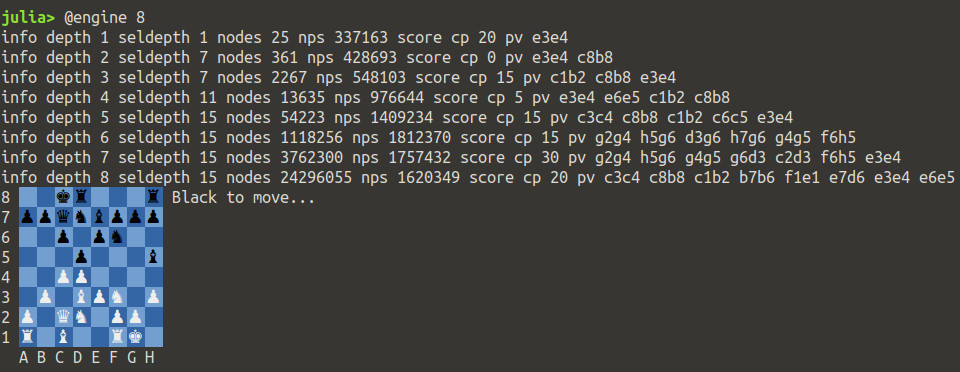 julia> @engine 8
info depth 1 seldepth 1 nodes 25 nps 337163 score cp 20 pv e3e4
info depth 2 seldepth 7 nodes 361 nps 428693 score cp 0 pv e3e4 c8b8
info depth 3 seldepth 7 nodes 2267 nps 548103 score cp 15 pv c1b2 c8b8 e3e4
info depth 4 seldepth 11 nodes 13635 nps 976644 score cp 5 pv e3e4 e6e5 c1b2 c8b8
info depth 5 seldepth 15 nodes 54223 nps 1409234 score cp 15 pv c3c4 c8b8 c1b2 c6c5 e3e4
info depth 6 seldepth 15 nodes 1118256 nps 1812370 score cp 15 pv g2g4 h5g6 d3g6 h7g6 g4g5 f6h5
info depth 7 seldepth 15 nodes 3762300 nps 1757432 score cp 30 pv g2g4 h5g6 g4g5 g6d3 c2d3 f6h5 e3e4
info depth 8 seldepth 15 nodes 24296055 nps 1620349 score cp 20 pv c3c4 c8b8 c1b2 b7b6 f1e1 e7d6 e3e4 e6e5
8 Black to move...
7
6
5
4
3
2
1
A B C D E F G H